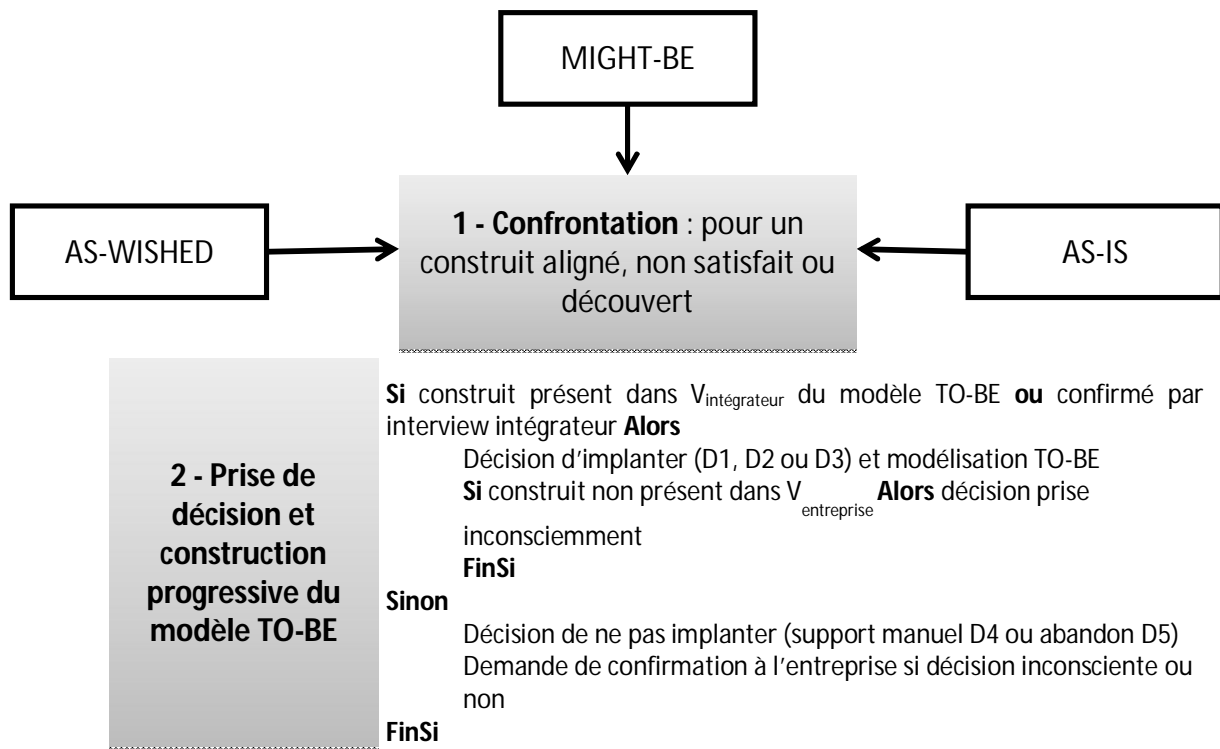 MIGHT-BE
AS-WISHED
1 - Confrontation : pour un
construit aligné, non satisfait ou
découvert
AS-IS
2 - Prise de
décision et
construction
progressive du
modèle TO-BE
Si construit présent dans Vintégrateur du modèle TO-BE ou confirmé par
interview intégrateur Alors
Décision d'implanter (D1, D2 ou D3) et modélisation TO-BE
Si construit non présent dans Ventreprise Alors décision prise
inconsciemment
FinSi
Sinon
Décision de ne pas implanter (support manuel D4 ou abandon D5)
Demande de confirmation à l'entreprise si décision inconsciente ou
non
FinSi